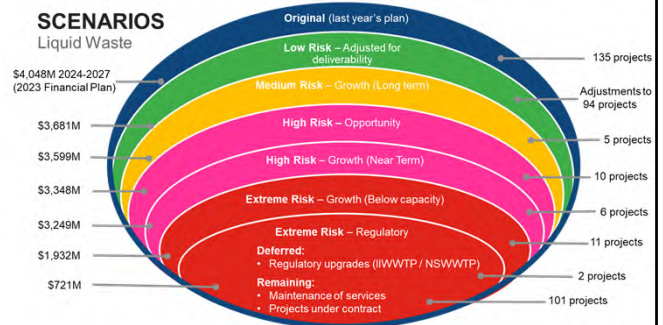 SCENARIOS
Liquid Waste
Original (last year's plan)
Low Risk – Adjusted for
deliverability
Medium Risk – Growth (Long term)
High Risk – Opportunity
High Risk – Growth (Near Term)
Extreme Risk – Growth (Below capacity)
Extreme Risk – Regulatory
Deferred:
• Regulatory upgrades (IIWWTP / NSWWTP)
Remaining:
• Maintenance of services
• Projects under contract
$4,048M 2024-2027
(2023 Financial Plan)
$3,681M
$3,599M
$3,348M
$3,249M
$1,932M
$721M
135 projects
Adjustments to
94 projects
5 projects
10 projects
6 projects
11 projects
2 projects
101 projects